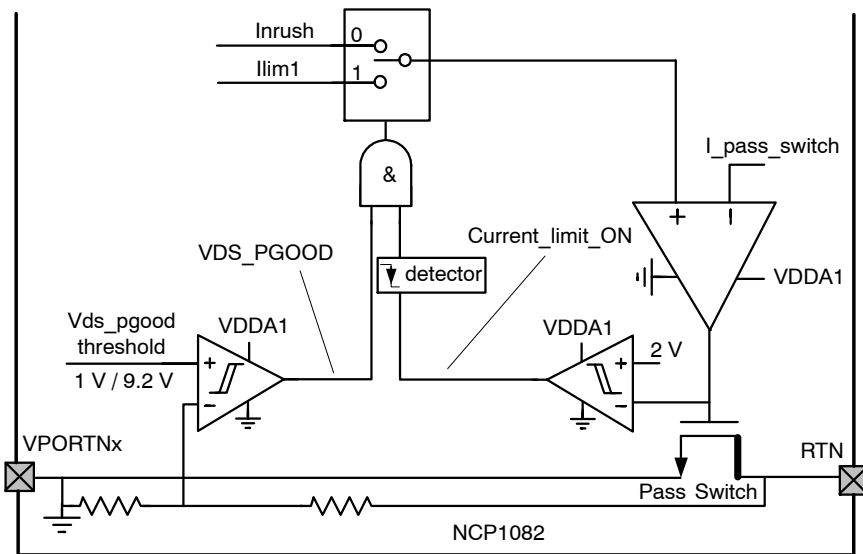 Inrush
0
Ilim1
1
I_pass_switch
&
+
–
VDS_PGOOD
Current_limit_ON
detector
VDDA1
Vds_pgood
threshold
1 V / 9.2 V
VDDA1
+
–
VDDA1
+
–
2 V
VPORTNx
RTN
Pass Switch
NCP1082